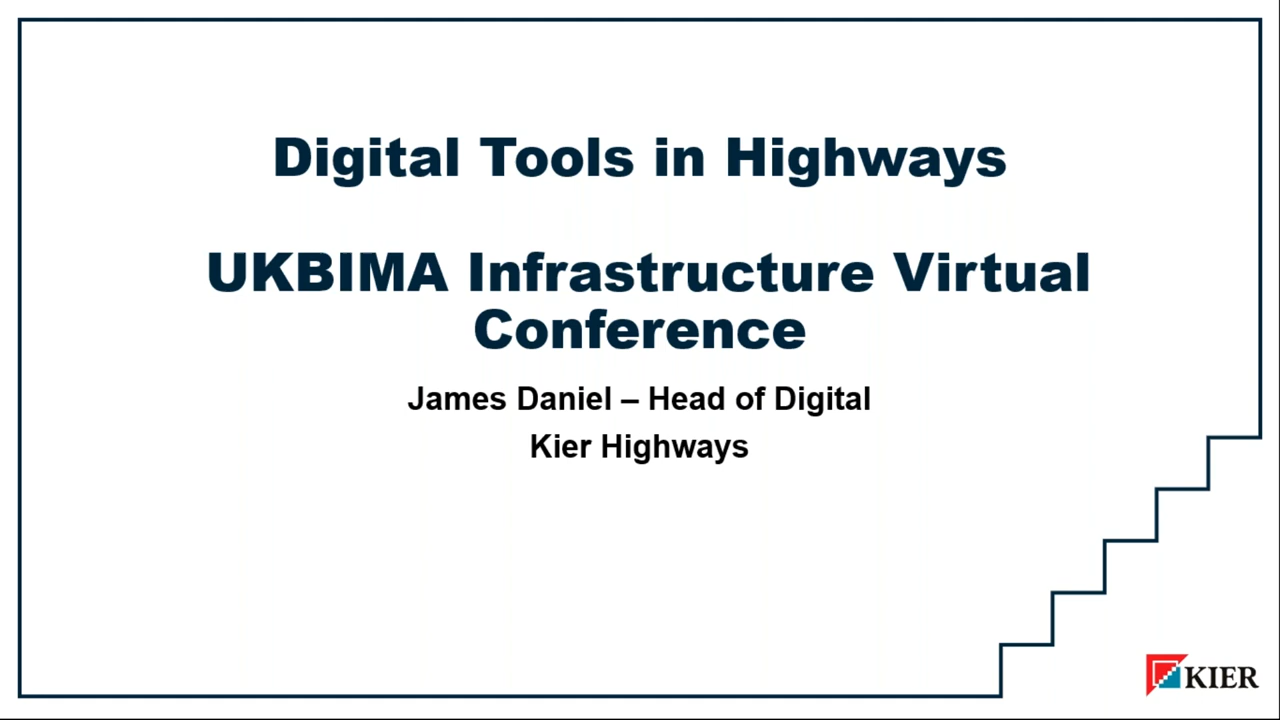 Digital Tools in Highways
UKBIMA Infrastructure Virtual
Conference
James Daniel – Head of Digital
Kier Highways
KIER